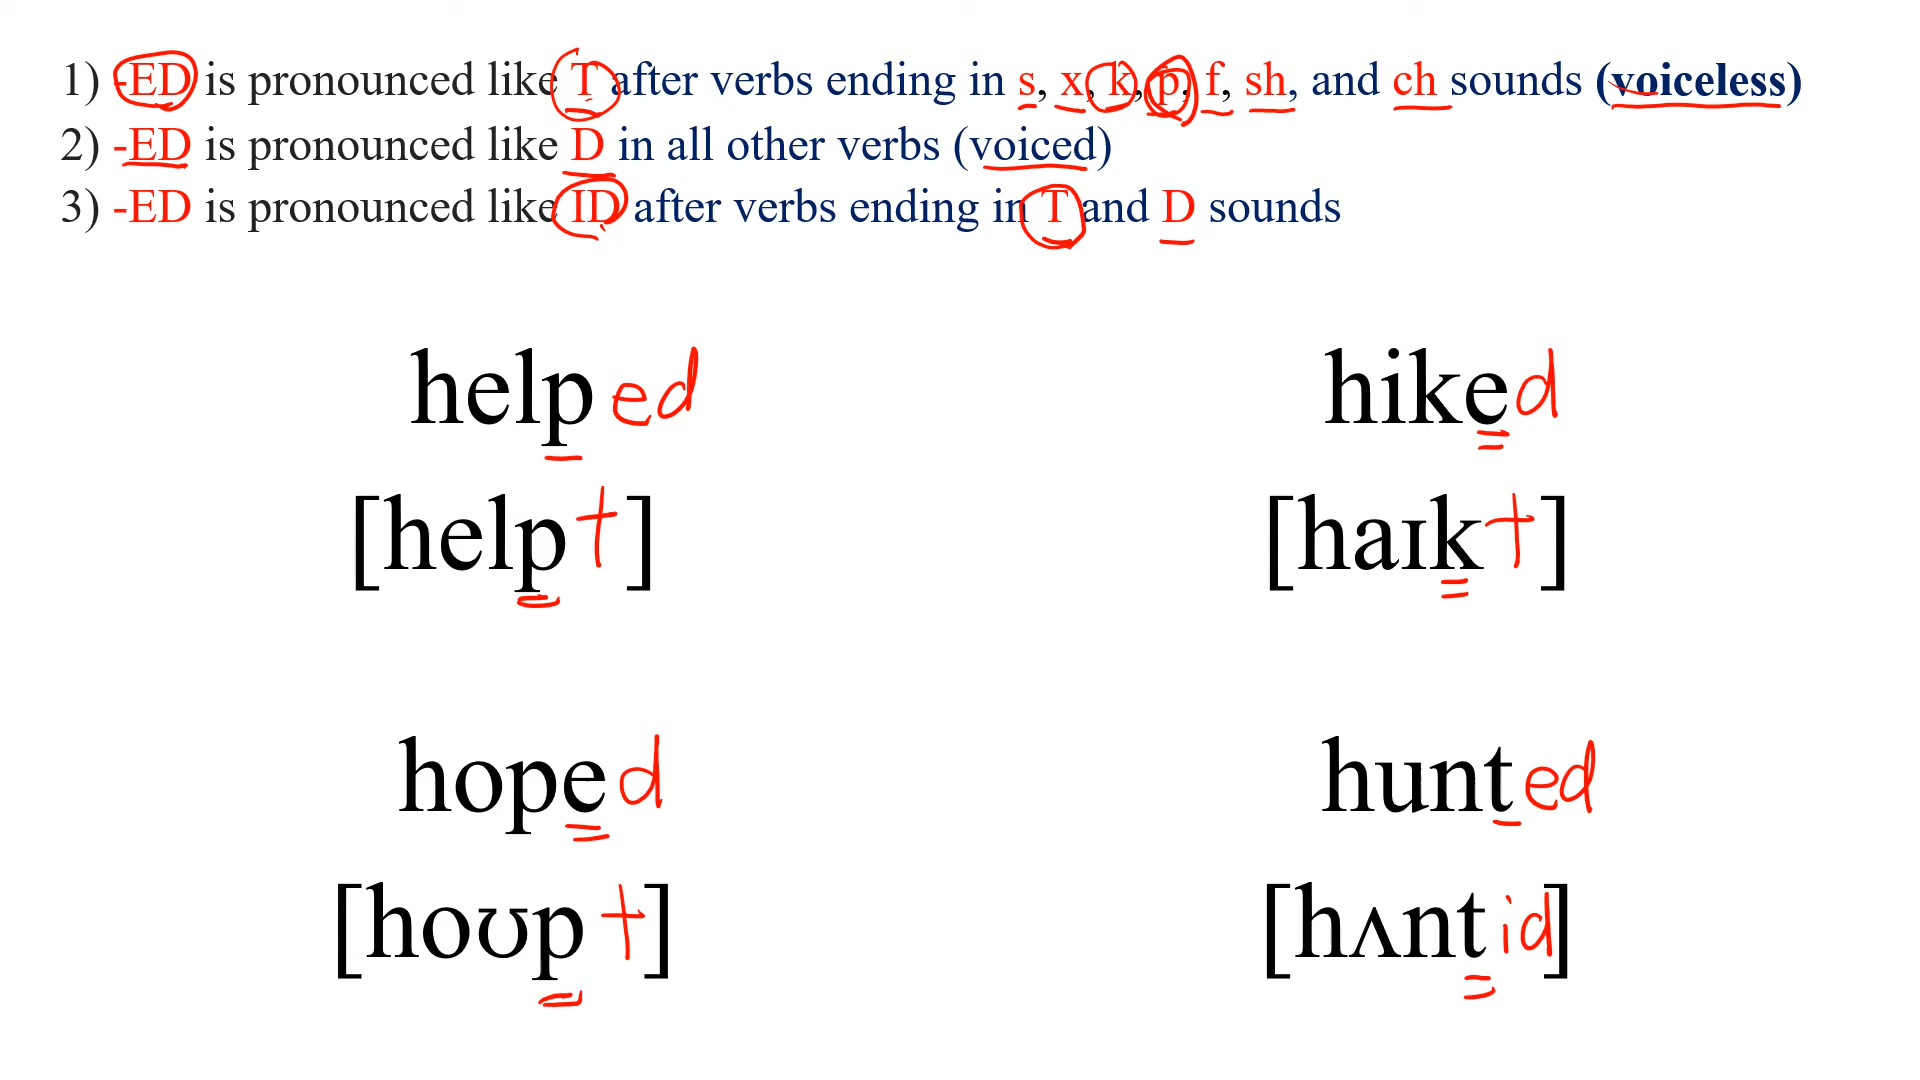 1) -ED is pronounced like T after verbs ending in s, x, k, p, f, sh, and ch sounds (voiceless)
2) -ED is pronounced like D in all other verbs (voiced)
3) -ED is pronounced like ID after verbs ending in T and D sounds
helped hiked
[helpt] [haɪkt]
hoped hunted
[hoʊpt] [hʌntid]